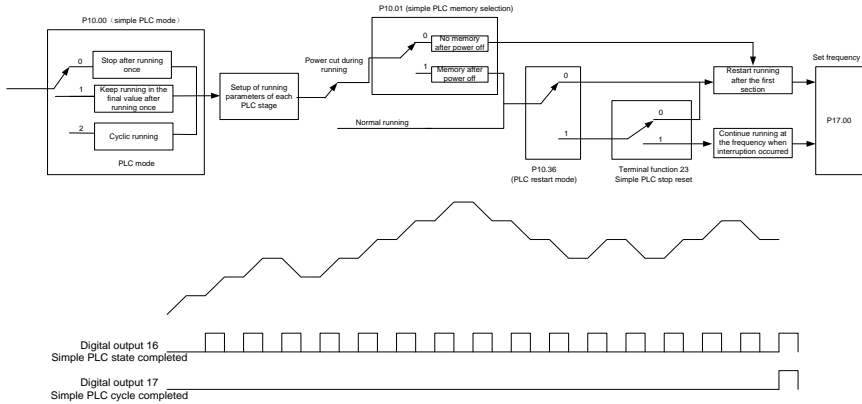 P10.00（simple PLC mode)
0
Stop after running
once
1
Keep running in the
final value after
running once
2
Cyclic running
PLC mode
Setup of running
parameters of each
PLC stage
Power cut during
running
Normal running
P10.01 (simple PLC memory selection)
0
No memory
after power off
1
Memory after
power off
0
1
P10.36
(PLC restart mode)
0
1
Terminal function 23
Simple PLC stop reset
Restart running
after the first
section
Continue running at
the frequency when
interruption occurred
Set frequency
P17.00
Digital output 16
Simple PLC state completed
Digital output 17
Simple PLC cycle completed